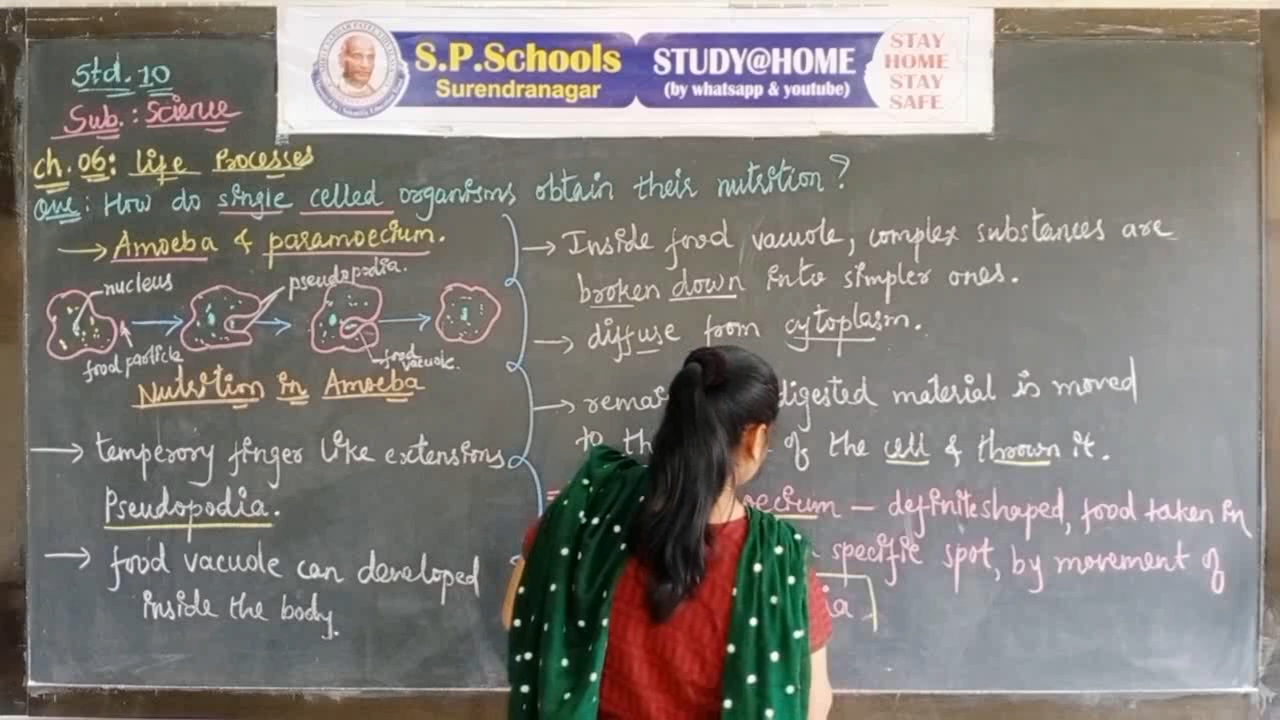 S.P.Schools
Surendranagar
STUDY@HOME
(by whatsapp & youtube)
STAY
HOME
STAY
SAFE
Std. 10
Sub. : Science
ch. 06: Life Processes
Que: How do single celled organisms obtain their nutrition?
→ Amoeba & paramoecium.
nucleus
pseudopodia.
food particle
food
vacuole.
Nutrition in Amoeba
→ temperory finger like extensions
Pseudopodia.
→ food vacuole can developed
inside the body.
→ Inside food vacuole, complex substances are
broken down into simpler ones.
→ diffuse from cytoplasm.
→ digested material is moved
to of the cell & thrown it.
– definite shaped, food taken in
specific spot, by movement of